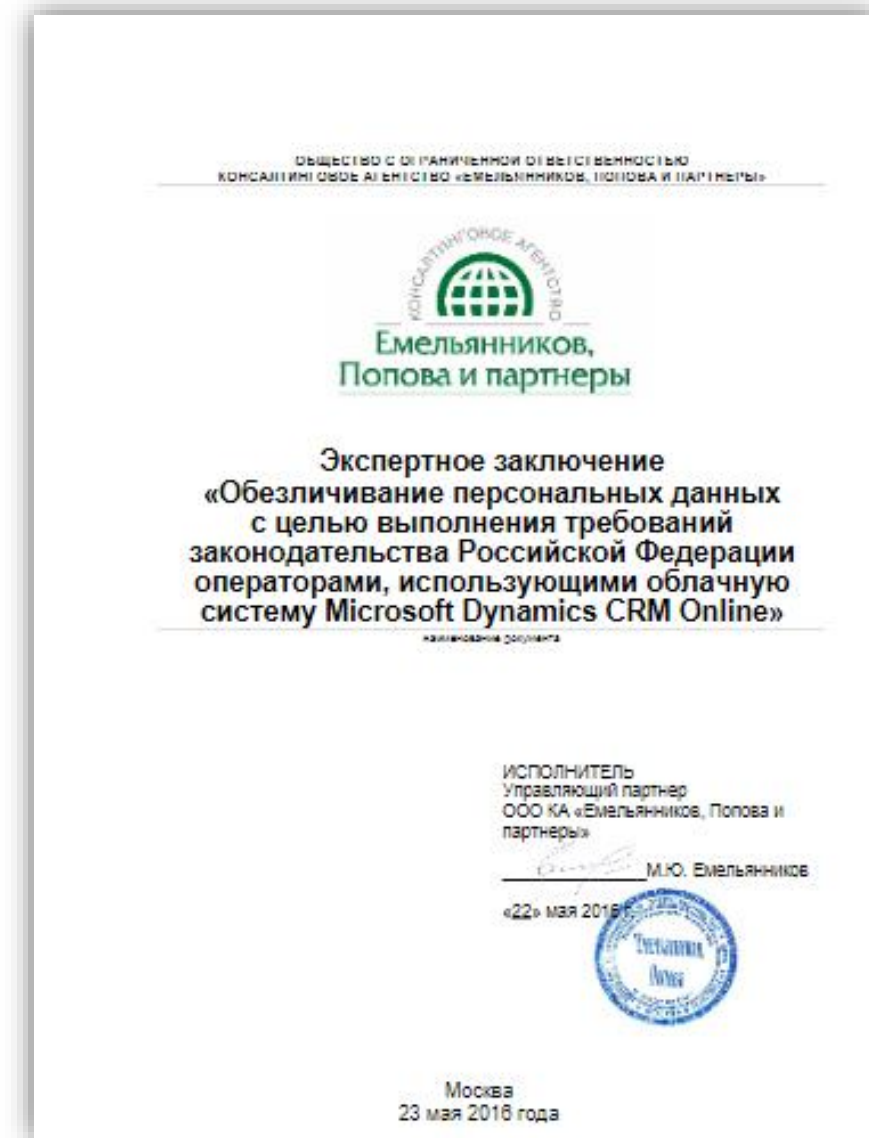 ОБЩЕСТВО С ОГРАНИЧЕННОЙ ОТВЕТСТВЕННОСТЬЮ
КОНСАЛТИНГОВОЕ АГЕНТСТВО «ЕМЕЛЬЯННИКОВ, ПОПОВА И ПАРТНЕРЫ»
КОНСАЛТИНГОВОЕ АГЕНТСТВО
Емельянников,
Попова и партнеры
Экспертное заключение
«Обезличивание персональных данных
с целью выполнения требований
законодательства Российской Федерации
операторами, использующими облачную
систему Microsoft Dynamics CRM Online»
наименование документа
ИСПОЛНИТЕЛЬ
Управляющий партнер
ООО КА «Емельянников, Попова и
партнеры»
М.Ю. Емельянников
«22» мая 2016 г.
Емельянников,
Попова
Москва
23 мая 2016 года